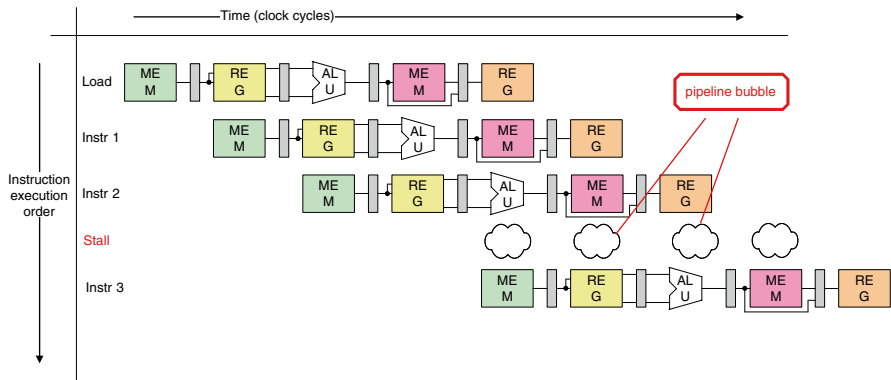 Time (clock cycles)
Load
ME
M
RE
G
AL
U
ME
M
RE
G
pipeline bubble
Instr 1
ME
M
RE
G
AL
U
ME
M
RE
G
Instruction
execution
order
Instr 2
ME
M
RE
G
AL
U
ME
M
RE
G
Stall
Instr 3
ME
M
RE
G
AL
U
ME
M
RE
G